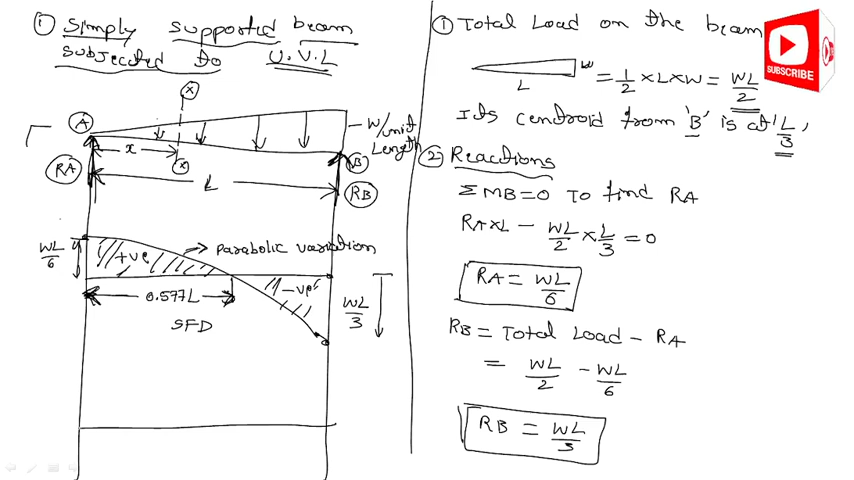 ① Simply supported beam
subjected to U.V.L
Ⓧ
Ⓐ
w/unit
Length
x
Ⓧ
Ⓑ
RA
L
RB
WL/6
+ve
parabolic variation
-ve
0.577L
WL/3
SFD
① Total Load on the beam
w
L
= 1/2 × L × W = WL/2
Its centroid from 'B' is at 'L/3'
② Reactions
ΣMB=0 To find RA
RA×L - WL/2 × L/3 = 0
RA = WL/6
RB = Total Load - RA
= WL/2 - WL/6
RB = WL/3
SUBSCRIBE